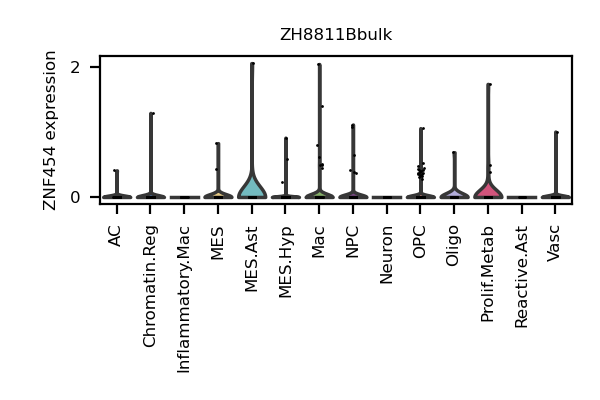 ZH8811Bbulk
ZNF454 expression
2
0
AC
Chromatin.Reg
Inflammatory.Mac
MES
MES.Ast
MES.Hyp
Mac
NPC
Neuron
OPC
Oligo
Prolif.Metab
Reactive.Ast
Vasc